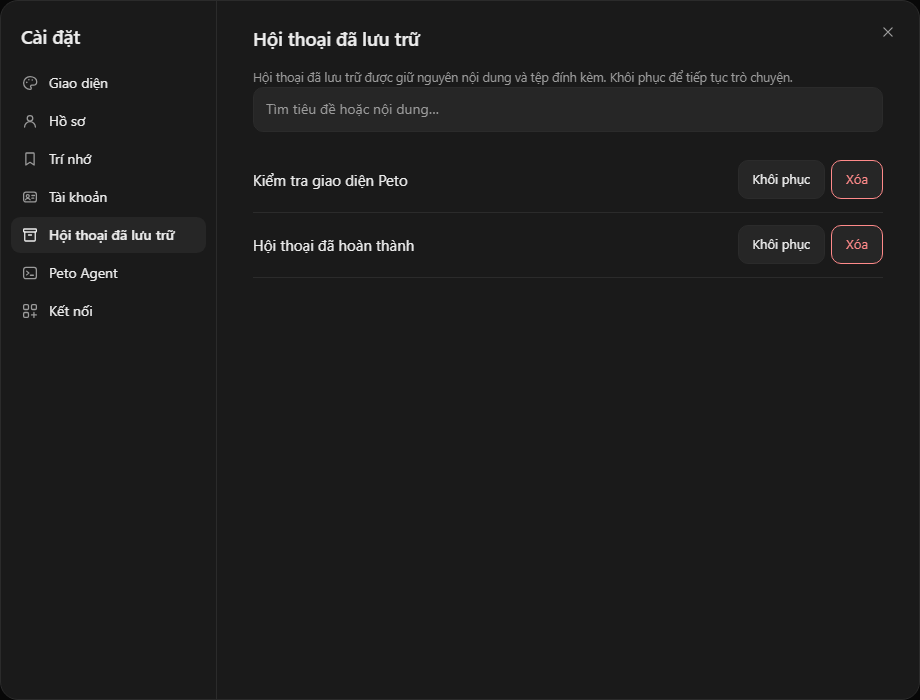 Cài đặt
Giao diện
Hồ sơ
Trí nhớ
Tài khoản
Hội thoại đã lưu trữ
Peto Agent
Kết nối
Hội thoại đã lưu trữ
Hội thoại đã lưu trữ được giữ nguyên nội dung và tệp đính kèm. Khôi phục để tiếp tục trò chuyện.
Tìm tiêu đề hoặc nội dung...
Kiểm tra giao diện Peto
Khôi phục
Xóa
Hội thoại đã hoàn thành
Khôi phục
Xóa